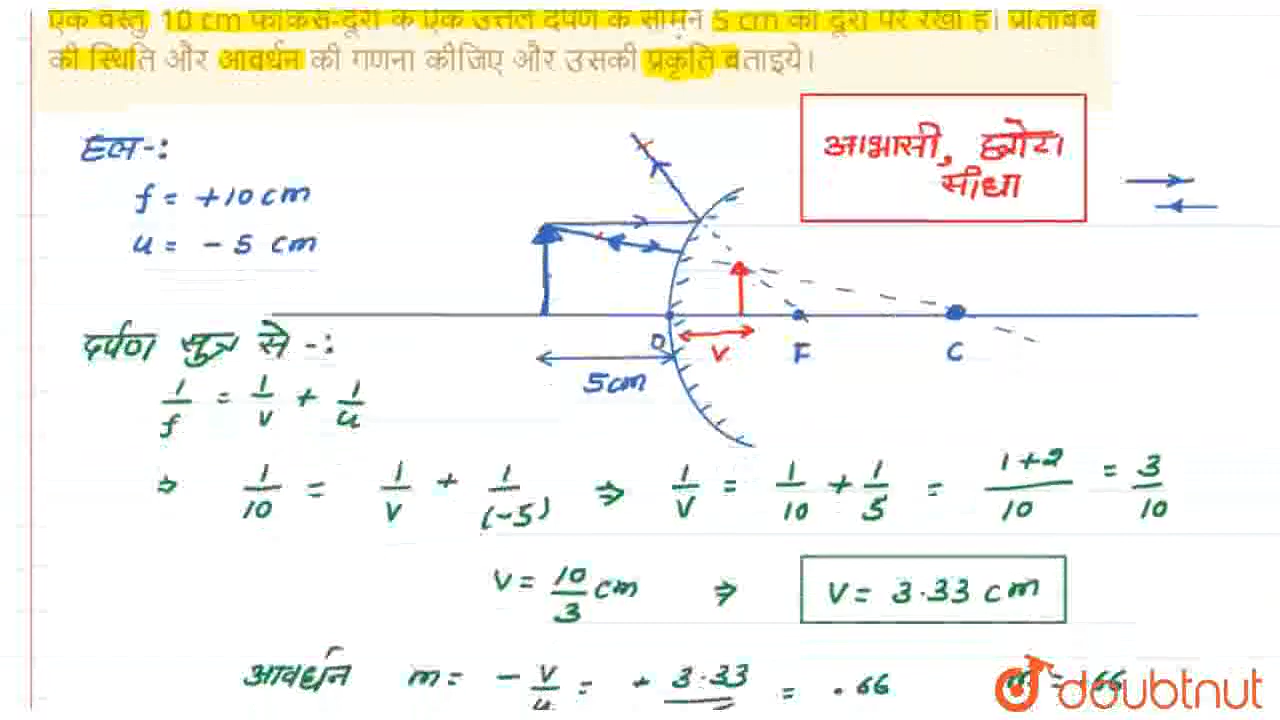 एक वस्तु, 10 cm फोकस-दूरी के एक उत्तल दर्पण के सामने 5 cm की दूरी पर रखी है। प्रतिबिंब
की स्थिति और आवर्धन की गणना कीजिए और उसकी प्रकृति बताइये।
हल -:
f = +10 cm
u = - 5 cm
आभासी, छोटा
सीधा
O
V
F
C
5 cm
दर्पण सूत्र से -:
1/f = 1/v + 1/u
⇒ 1/10 = 1/v + 1/(-5) ⇒ 1/v = 1/10 + 1/5 = 1+2/10 = 3/10
v = 10/3 cm ⇒ v = 3.33 cm
आवर्धन m = - v/u = + 3.33 = .66
doubtnut